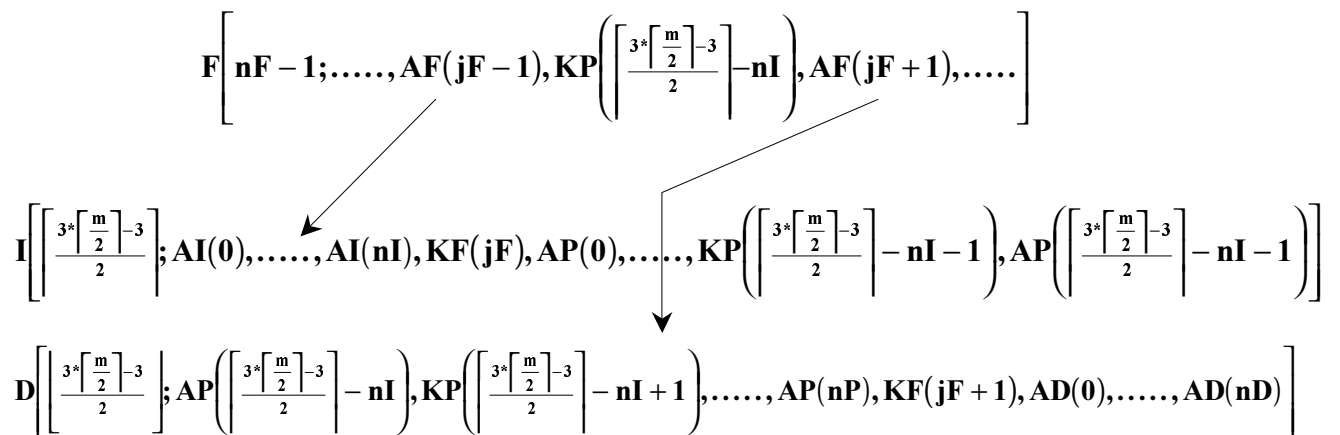 F[nF − 1;....., AF(jF − 1), KP(⌈(3*⌈m/2⌉−3)/2⌉−nI), AF(jF + 1),.....]
I[⌈(3*⌈m/2⌉−3)/2⌉; AI(0),....., AI(nI), KF(jF), AP(0),....., KP(⌈(3*⌈m/2⌉−3)/2⌉ − nI − 1), AP(⌈(3*⌈m/2⌉−3)/2⌉ − nI − 1)]
D[⌊(3*⌈m/2⌉−3)/2⌋; AP(⌈(3*⌈m/2⌉−3)/2⌉ − nI), KP(⌈(3*⌈m/2⌉−3)/2⌉ − nI + 1),....., AP(nP), KF(jF + 1), AD(0),....., AD(nD)]